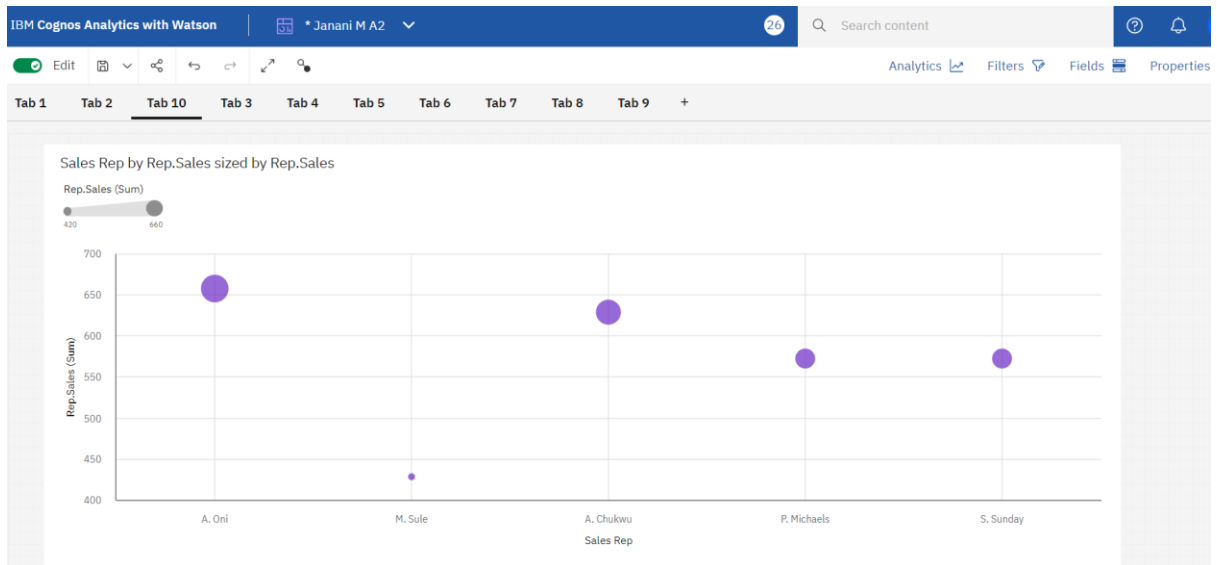 IBM Cognos Analytics with Watson * Janani M A2 26 Search content
Edit Analytics Filters Fields Properties
Tab 1 Tab 2 Tab 10 Tab 3 Tab 4 Tab 5 Tab 6 Tab 7 Tab 8 Tab 9 +
Sales Rep by Rep.Sales sized by Rep.Sales
Rep.Sales (Sum)
420 660
700
650
600
550
500
450
400
Rep.Sales (Sum)
A. Oni M. Sule A. Chukwu P. Michaels S. Sunday
Sales Rep